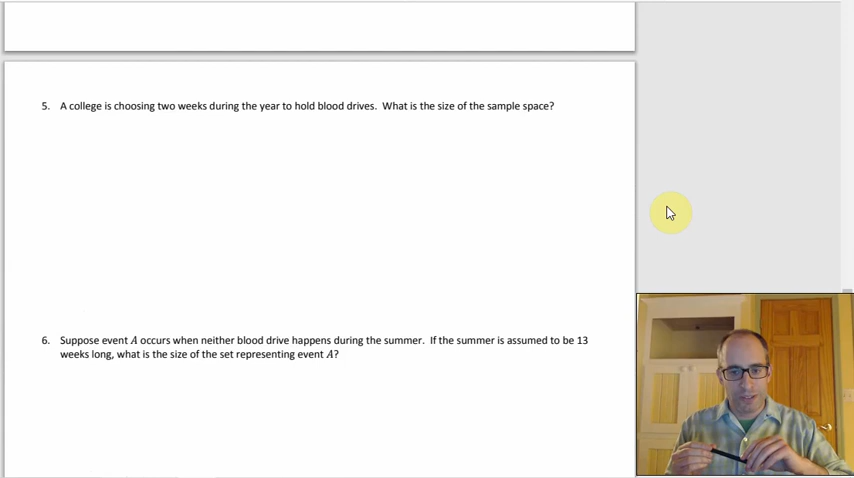 5. A college is choosing two weeks during the year to hold blood drives. What is the size of the sample space?
6. Suppose event A occurs when neither blood drive happens during the summer. If the summer is assumed to be 13
weeks long, what is the size of the set representing event A?